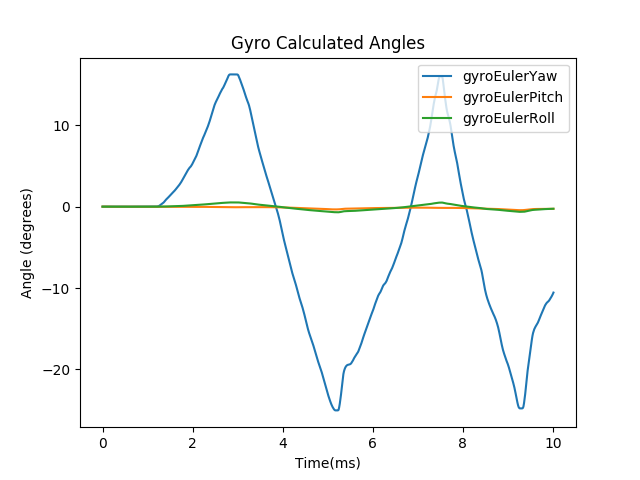 Gyro Calculated Angles
gyroEulerYaw
gyroEulerPitch
gyroEulerRoll
Angle (degrees)
10
0
−10
−20
0 2 4 6 8 10
Time(ms)